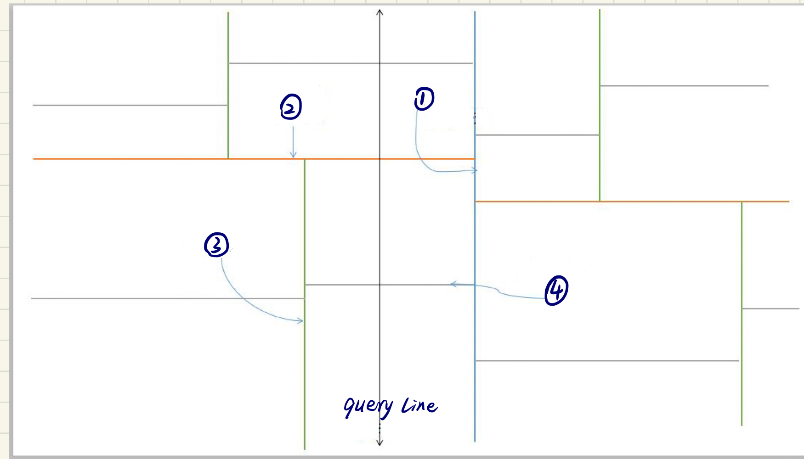 ①
②
③
④
query line